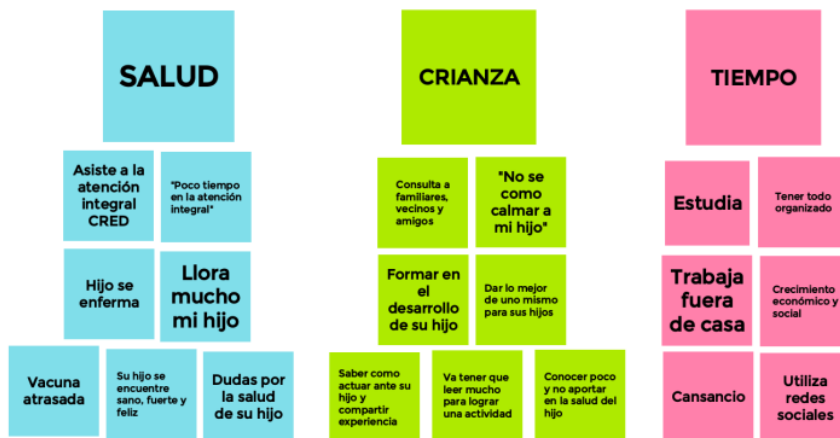 SALUD
Asiste a la
atención
integral
CRED
"Poco tiempo
en la atención
integral"
Hijo se
enferma
Llora
mucho
mi hijo
Vacuna
atrasada
Su hijo se
encuentre
sano, fuerte y
feliz
Dudas por
la salud
de su hijo
CRIANZA
Consulta a
familiares,
vecinos y
amigos
"No se
como
calmar a
mi hijo"
Formar en
el
desarrollo
de su hijo
Dar lo mejor
de uno mismo
para sus hijos
Saber como
actuar ante su
hijo y
compartir
experiencia
Va tener que
leer mucho
para lograr
una actividad
Conocer poco
y no aportar
en la salud del
hijo
TIEMPO
Estudia
Tener todo
organizado
Trabaja
fuera
de casa
Crecimiento
económico y
social
Cansancio
Utiliza
redes
sociales